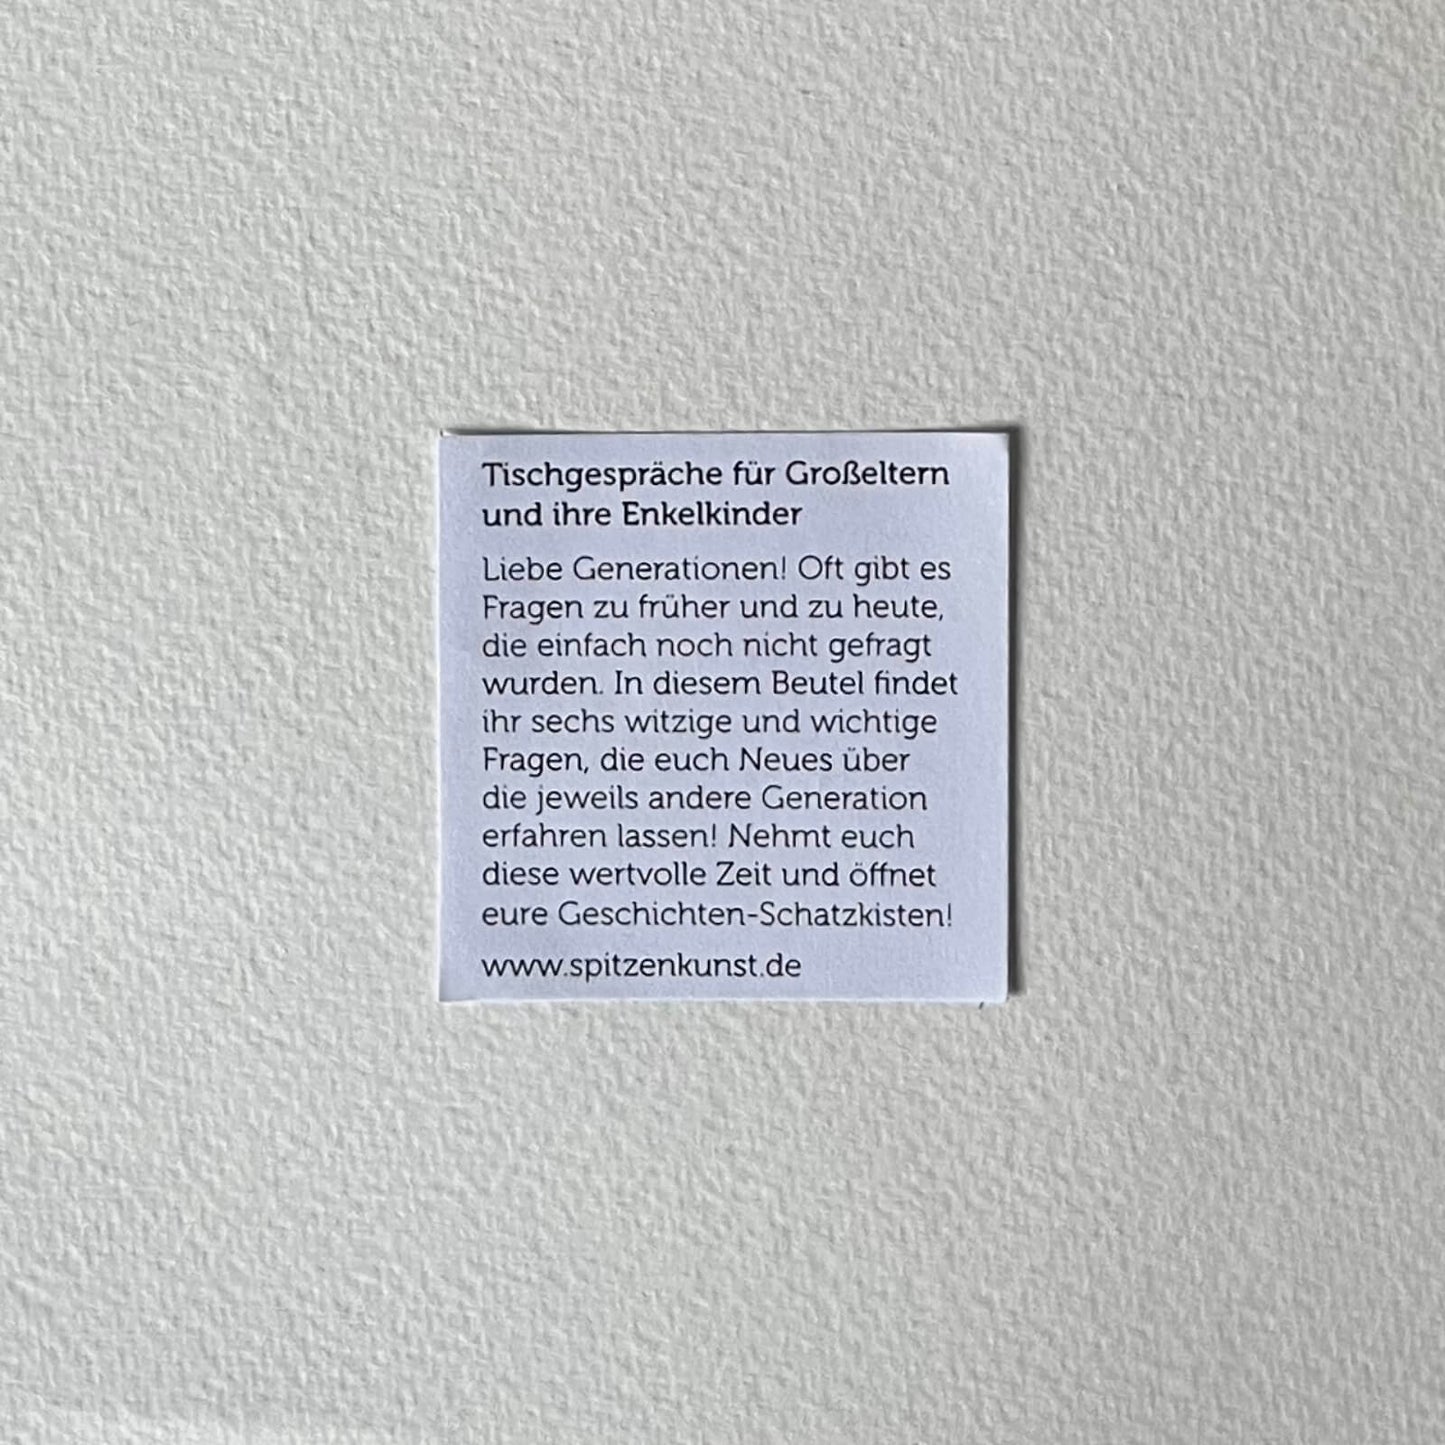 Tischgespräche für Großeltern
und ihre Enkelkinder
Liebe Generationen! Oft gibt es
Fragen zu früher und zu heute,
die einfach noch nicht gefragt
wurden. In diesem Beutel findet
ihr sechs witzige und wichtige
Fragen, die euch Neues über
die jeweils andere Generation
erfahren lassen! Nehmt euch
diese wertvolle Zeit und öffnet
eure Geschichten-Schatzkisten!
www.spitzenkunst.de